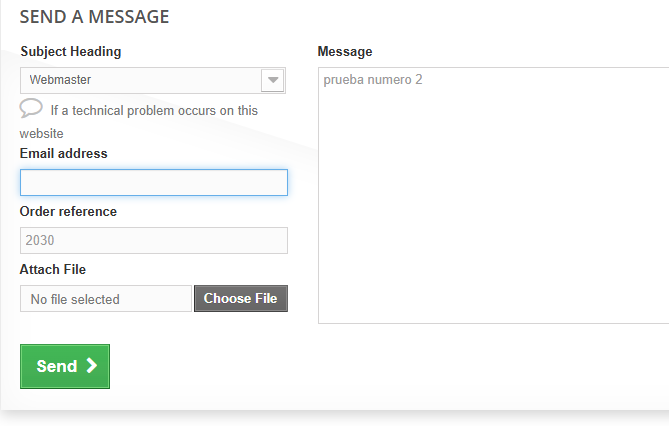 SEND A MESSAGE
Subject Heading
Webmaster
If a technical problem occurs on this
website
Email address
Order reference
2030
Attach File
No file selected
Choose File
Send
Message
prueba numero 2